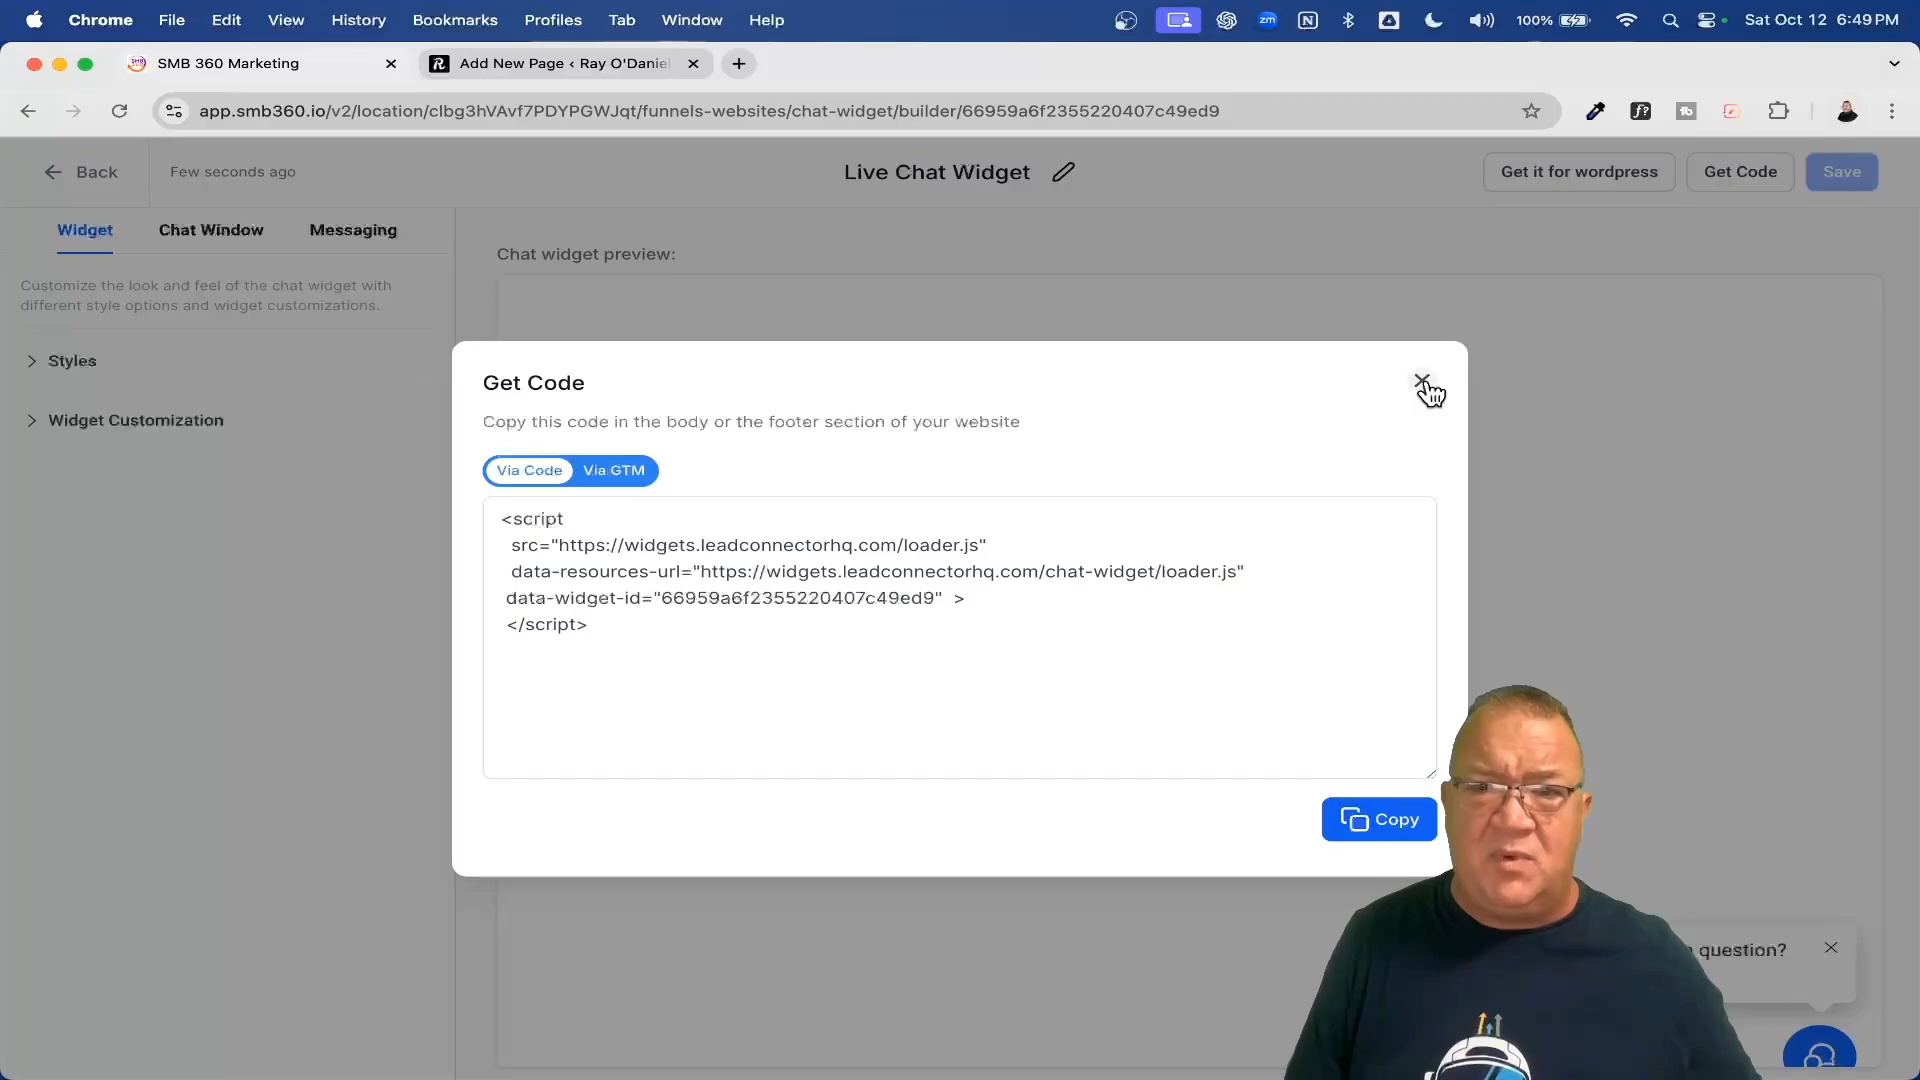 Chrome File Edit View History Bookmarks Profiles Tab Window Help zm N 100% Sat Oct 12 6:49 PM
SMB 360 Marketing Add New Page ‹ Ray O'Daniel
app.smb360.io/v2/location/clbg3hVAvf7PDYPGWJqt/funnels-websites/chat-widget/builder/66959a6f2355220407c49ed9
Back Few seconds ago Live Chat Widget Get it for wordpress Get Code Save
Widget Chat Window Messaging
Chat widget preview:
Customize the look and feel of the chat widget with
different style options and widget customizations.
Styles
Widget Customization
Get Code
Copy this code in the body or the footer section of your website
Via Code Via GTM
<script
src="https://widgets.leadconnectorhq.com/loader.js"
data-resources-url="https://widgets.leadconnectorhq.com/chat-widget/loader.js"
data-widget-id="66959a6f2355220407c49ed9" >
</script>
Copy
question?